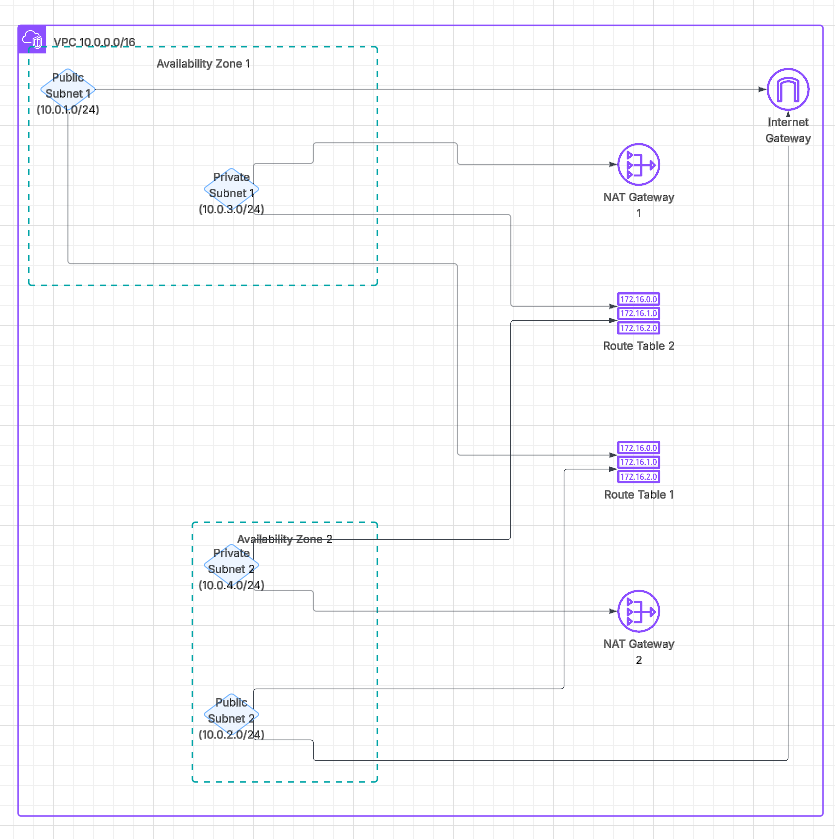 VPC 10.0.0.0/16
Availability Zone 1
Public
Subnet 1
(10.0.1.0/24)
Internet
Gateway
Private
Subnet 1
(10.0.3.0/24)
NAT Gateway
1
172.16.0.0
172.16.1.0
172.16.2.0
Route Table 2
172.16.0.0
172.16.1.0
172.16.2.0
Route Table 1
Availability Zone 2
Private
Subnet 2
(10.0.4.0/24)
NAT Gateway
2
Public
Subnet 2
(10.0.2.0/24)